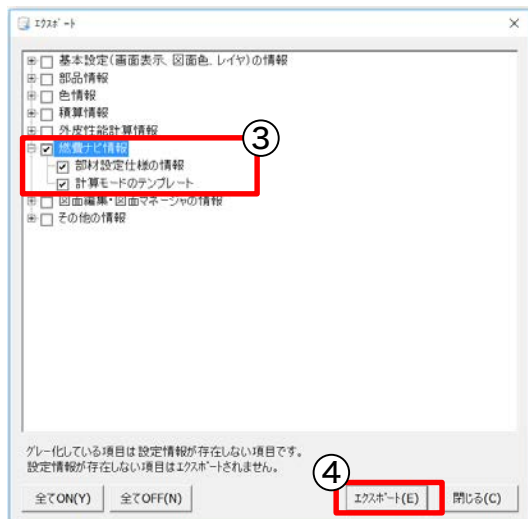 エクスポート
基本設定(画面表示、図面色、レイヤ)の情報
部品情報
色情報
積算情報
外皮性能計算情報
③
燃費ナビ情報
部材設定仕様の情報
計算モードのテンプレート
図面編集・図面マネージャの情報
その他の情報
グレー化している項目は設定情報が存在しない項目です。
設定情報が存在しない項目はエクスポートされません。
④
全てON(Y) 全てOFF(N) エクスポート(E) 閉じる(C)